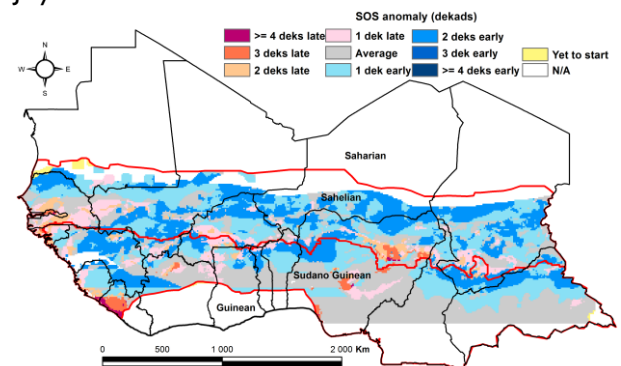 SOS anomaly (dekads)
>= 4 deks late 1 dek late 2 deks early
3 deks late Average 3 dek early Yet to start
2 deks late 1 dek early >= 4 deks early N/A
N
W E
S
Saharian
Sahelian
Sudano Guinean
Guinean
0 500 1 000 2 000 Km